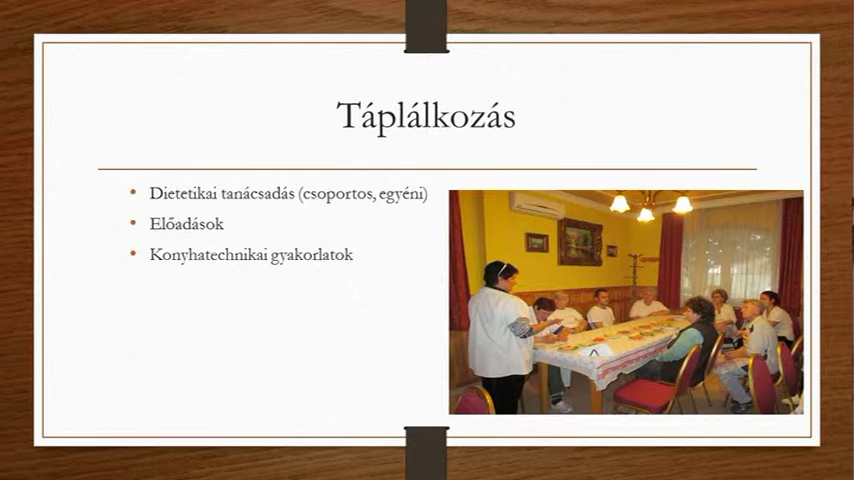 Táplálkozás
Dietetikai tanácsadás (csoportos, egyéni)
Előadások
Konyhatechnikai gyakorlatok